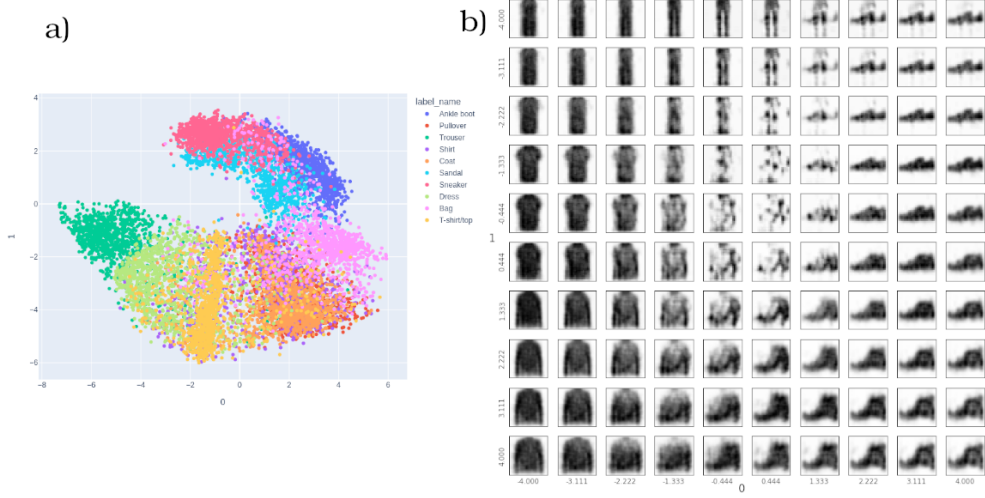 a)
b)
label_name
Ankle boot
Pullover
Trouser
Shirt
Coat
Sandal
Sneaker
Dress
Bag
T-shirt/top
4
2
0
−2
−4
−6
1
−8
−6
−4
−2
0
2
4
6
0
-4.000
-3.111
-2.222
-1.333
-0.444
0.444
1.333
2.222
3.111
4.000
1
-4.000
-3.111
-2.222
-1.333
-0.444
0.444
1.333
2.222
3.111
4.000
0